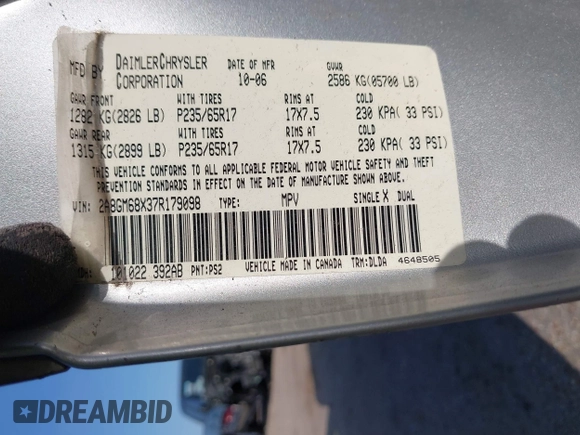 MFD BY DAIMLERCHRYSLER CORPORATION DATE OF MFR 10-06 GVWR 2586 KG(05700 LB)
GAWR FRONT WITH TIRES RIMS AT COLD
1282 KG(2826 LB) P235/65R17 17X7.5 230 KPA( 33 PSI)
GAWR REAR WITH TIRES RIMS AT COLD
1315 KG(2899 LB) P235/65R17 17X7.5 230 KPA( 33 PSI)
THIS VEHICLE CONFORMS TO ALL APPLICABLE FEDERAL MOTOR VEHICLE SAFETY AND THEFT
PREVENTION STANDARDS IN EFFECT ON THE DATE OF MANUFACTURE SHOWN ABOVE.
VIN: 2A8GM68X37R179098 TYPE: MPV SINGLE X DUAL
101022 392AB PNT:PS2 VEHICLE MADE IN CANADA TRM:DLDA 4648505
DREAMBID